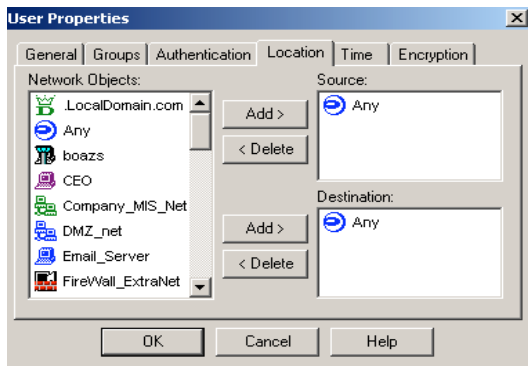 User Properties
General Groups Authentication Location Time Encryption
Network Objects:
.LocalDomain.com
Any
boazs
CEO
Company_MIS_Net
DMZ_net
Email_Server
FireWall_ExtraNet
Add >
< Delete
Add >
< Delete
Source:
Any
Destination:
Any
OK Cancel Help